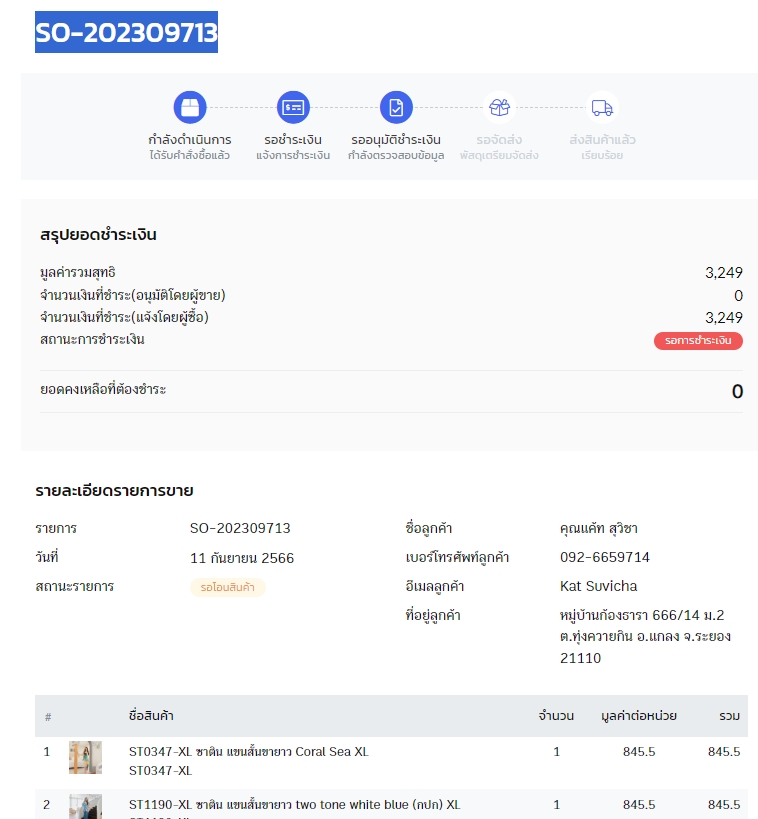 SO-202309713
กำลังดำเนินการ
ได้รับคำสั่งซื้อแล้ว
รอชำระเงิน
แจ้งการชำระเงิน
รออนุมัติชำระเงิน
กำลังตรวจสอบข้อมูล
รอจัดส่ง
พัสดุเตรียมจัดส่ง
ส่งสินค้าแล้ว
เรียบร้อย
สรุปยอดชำระเงิน
มูลค่ารวมสุทธิ 3,249
จำนวนเงินที่ชำระ(อนุมัติโดยผู้ขาย) 0
จำนวนเงินที่ชำระ(แจ้งโดยผู้ซื้อ) 3,249
สถานะการชำระเงิน รอการชำระเงิน
ยอดคงเหลือที่ต้องชำระ 0
รายละเอียดรายการขาย
รายการ SO-202309713
วันที่ 11 กันยายน 2566
สถานะรายการ รอโอนสินค้า
ชื่อลูกค้า คุณแค้ท สุวิชา
เบอร์โทรศัพท์ลูกค้า 092-6659714
อีเมลลูกค้า Kat Suvicha
ที่อยู่ลูกค้า หมู่บ้านก้องธารา 666/14 ม.2
ต.ทุ่งควายกิน อ.แกลง จ.ระยอง
21110
# ชื่อสินค้า จำนวน มูลค่าต่อหน่วย รวม
1 ST0347-XL ซาติน แขนสั้นขายาว Coral Sea XL 1 845.5 845.5
ST0347-XL
2 ST1190-XL ซาติน แขนสั้นขายาว two tone white blue (กปก) XL 1 845.5 845.5